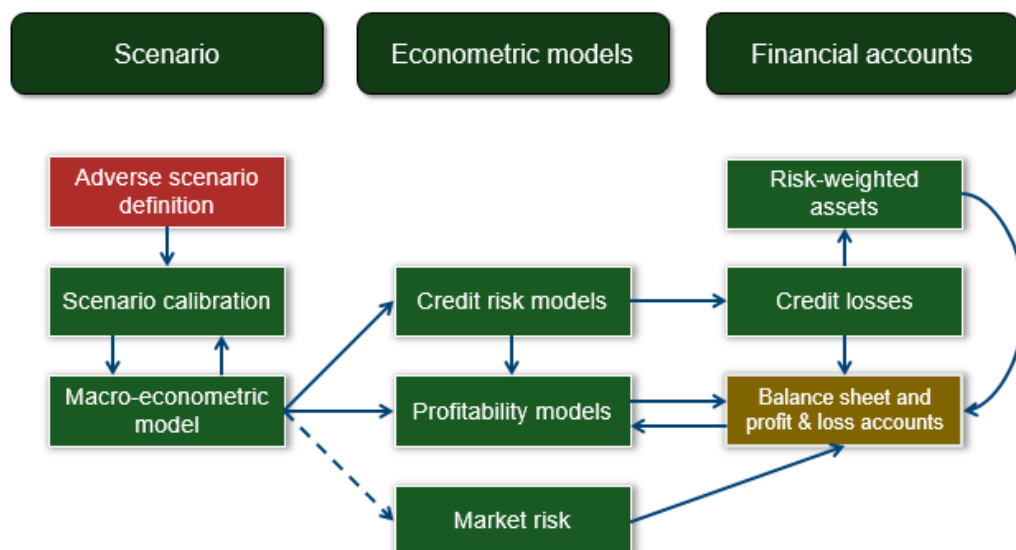 Scenario
Econometric models
Financial accounts
Adverse scenario
definition
Risk-weighted
assets
Scenario calibration
Credit risk models
Credit losses
Macro-econometric
model
Profitability models
Balance sheet and
profit & loss accounts
Market risk